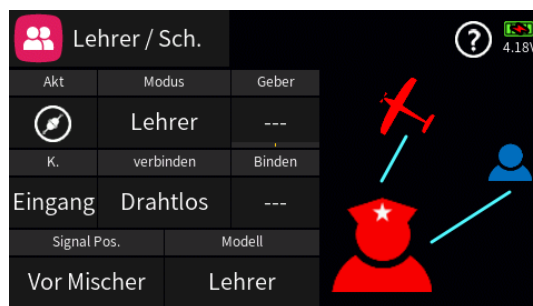 Lehrer / Sch.
?
4.18V
Akt Modus Geber
Lehrer ---
K. verbinden Binden
Eingang Drahtlos ---
Signal Pos. Modell
Vor Mischer Lehrer